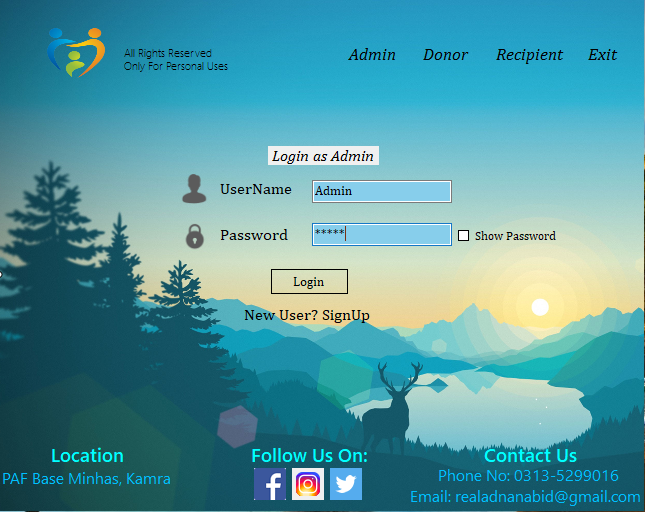 All Rights Reserved
Only For Personal Uses
Admin Donor Recipient Exit
Login as Admin
UserName Admin
Password ***** Show Password
Login
New User? SignUp
Location Follow Us On: Contact Us
PAF Base Minhas, Kamra Phone No: 0313-5299016
Email: realadnanabid@gmail.com